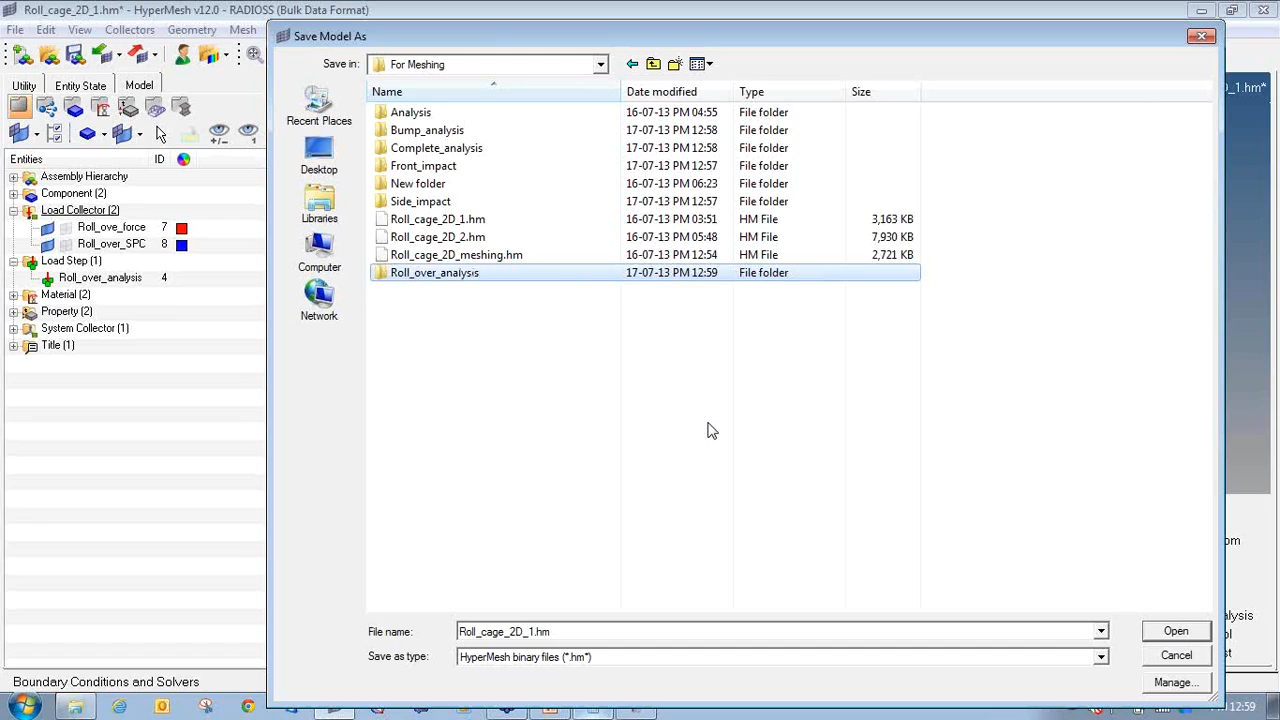 Roll_cage_2D_1.hm* - HyperMesh v12.0 - RADIOSS (Bulk Data Format)
File Edit View Collectors Geometry Mesh
Save Model As
Save in: For Meshing
Utility Entity State Model
Name Date modified Type Size
_1.hm*
Recent Places
Desktop
Libraries
Computer
Network
Analysis 16-07-13 PM 04:55 File folder
Bump_analysis 17-07-13 PM 12:58 File folder
Complete_analysis 17-07-13 PM 12:58 File folder
Front_impact 17-07-13 PM 12:57 File folder
New folder 16-07-13 PM 06:23 File folder
Side_impact 17-07-13 PM 12:57 File folder
Roll_cage_2D_1.hm 16-07-13 PM 03:51 HM File 3,163 KB
Roll_cage_2D_2.hm 16-07-13 PM 05:48 HM File 7,930 KB
Roll_cage_2D_meshing.hm 16-07-13 PM 12:54 HM File 2,721 KB
Roll_over_analysis 17-07-13 PM 12:59 File folder
Entities ID
Assembly Hierarchy
Component (2)
Load Collector (2)
Roll_ove_force 7
Roll_over_SPC 8
Load Step (1)
Roll_over_analysis 4
Material (2)
Property (2)
System Collector (1)
Title (1)
om
alysis
ol
st
File name: Roll_cage_2D_1.hm Open
Save as type: HyperMesh binary files (*.hm*) Cancel
Manage...
Boundary Conditions and Solvers
12:59